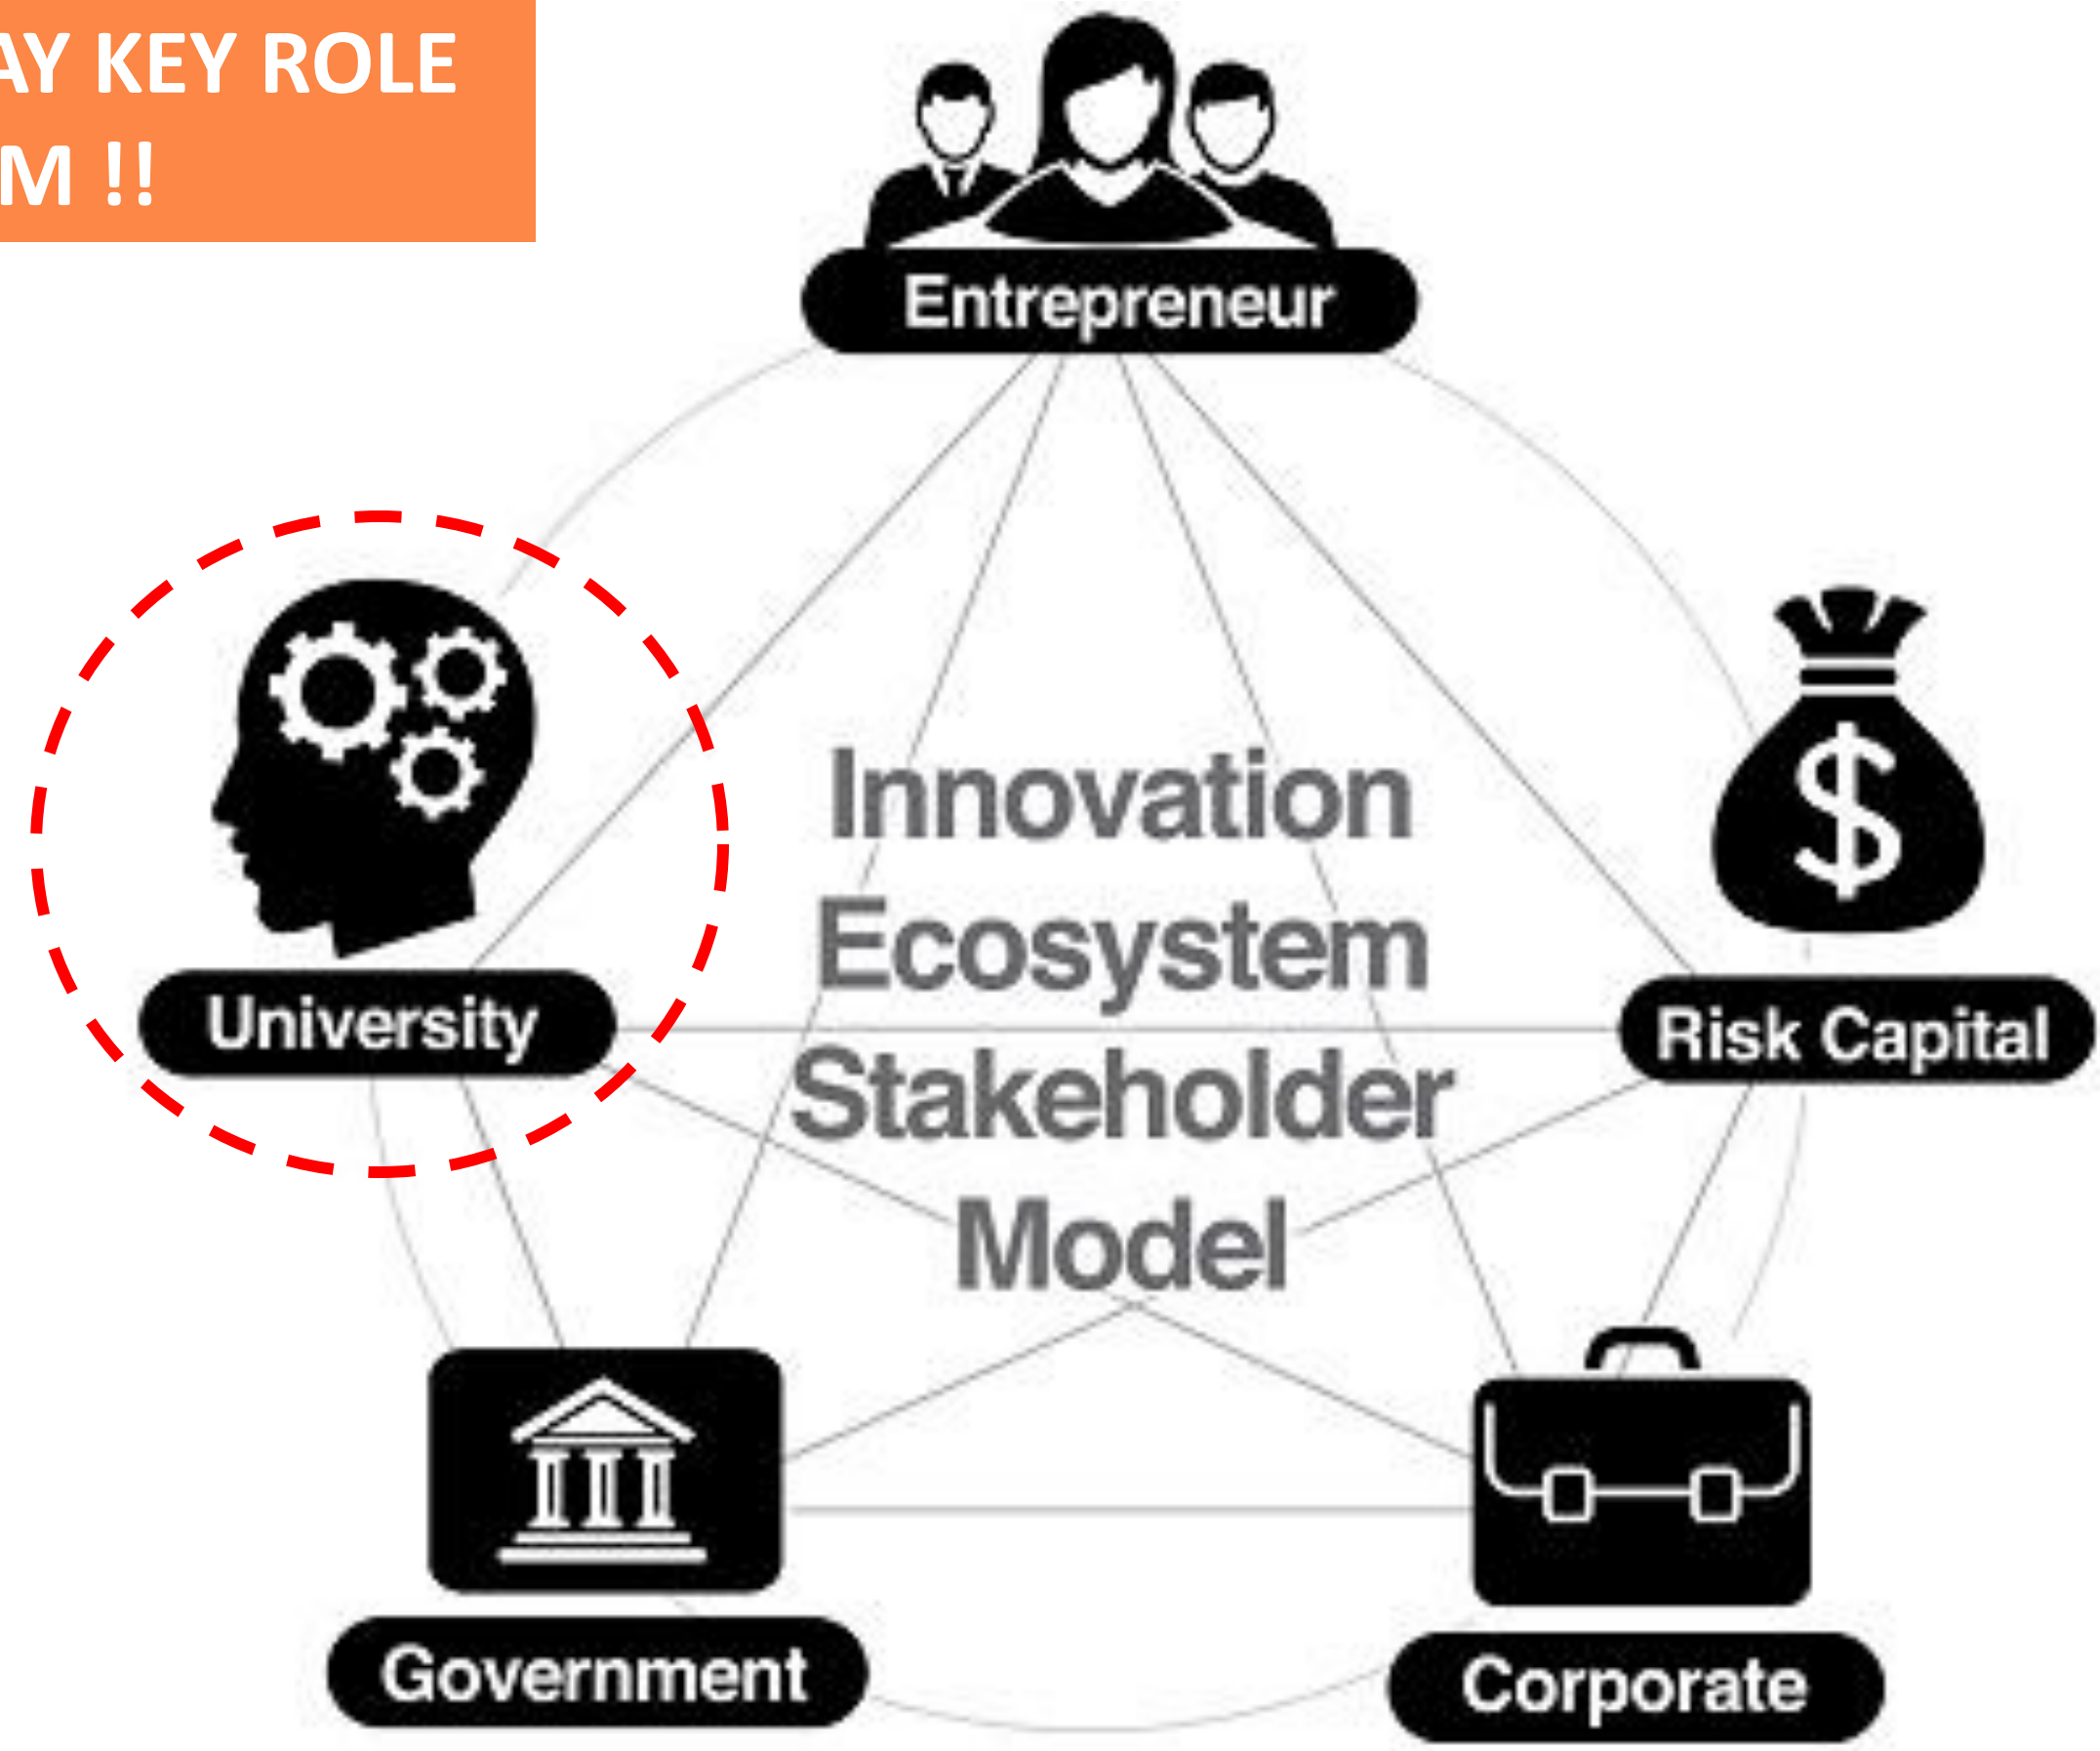 AY KEY ROLE
M !!
Entrepreneur
Innovation
Ecosystem
Stakeholder
Model
University
Risk Capital
Government
Corporate
$